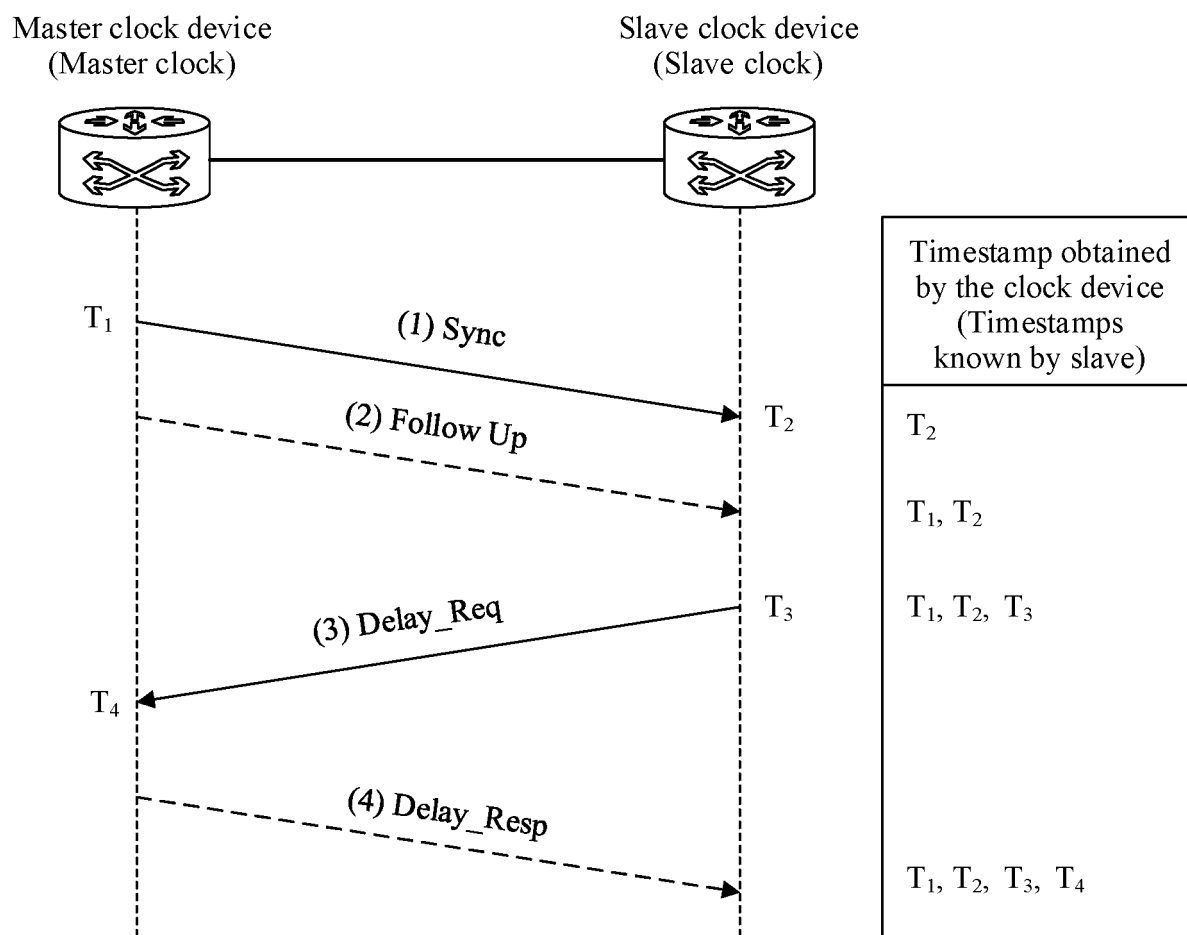 Master clock device
(Master clock)
Slave clock device
(Slave clock)
Timestamp obtained
by the clock device
(Timestamps
known by slave)
T₁
(1) Sync
(2) Follow Up
T₂
T₂
T₁, T₂
(3) Delay_Req
T₃
T₁, T₂, T₃
T₄
(4) Delay_Resp
T₁, T₂, T₃, T₄